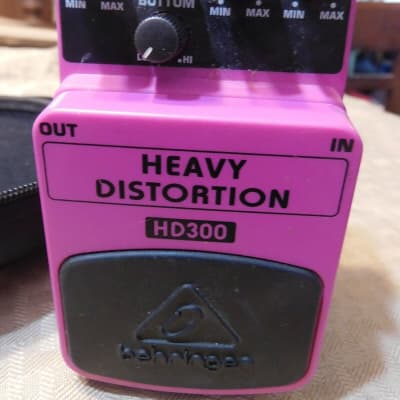 MIN MAX BOTTOM MIN MAX MIN MAX
HI
OUT IN
HEAVY
DISTORTION
HD300
behringer